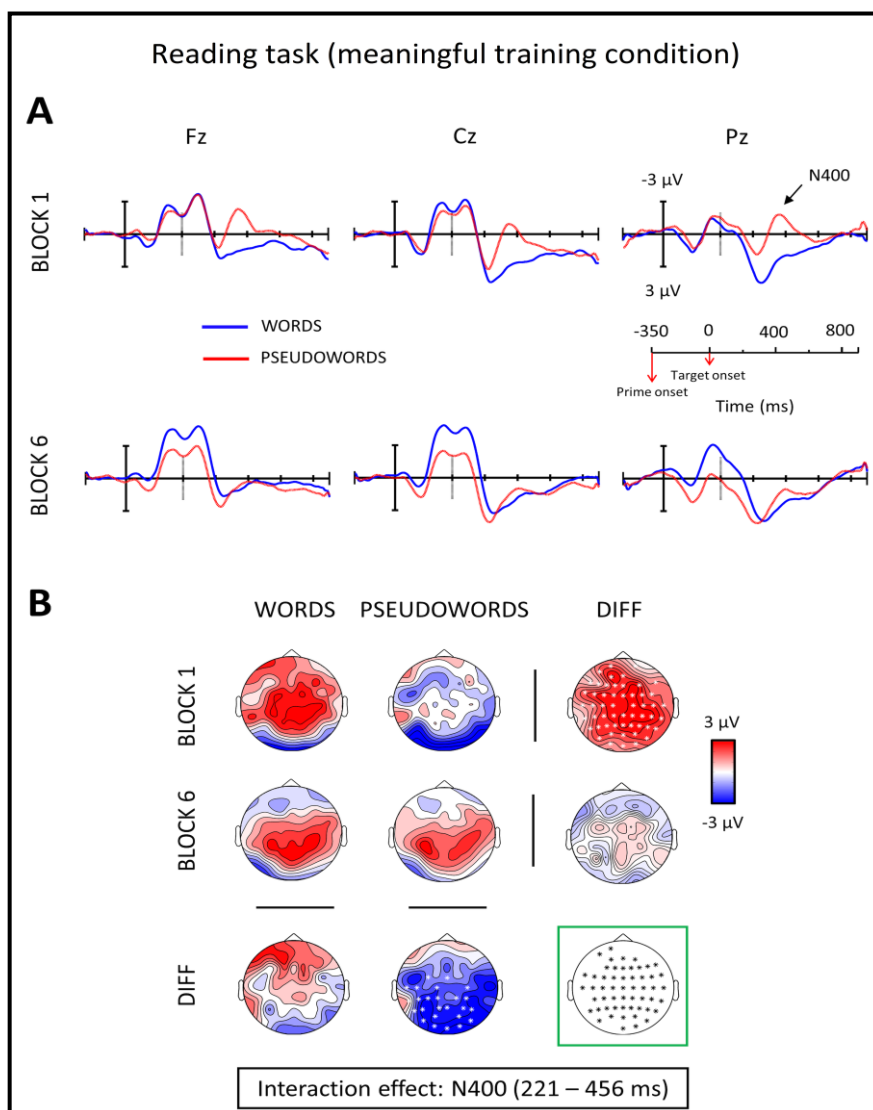 Reading task (meaningful training condition)
A
Fz Cz Pz
BLOCK 1
-3 µV
N400
3 µV
WORDS
PSEUDOWORDS
-350 0 400 800
Target onset
Prime onset
Time (ms)
BLOCK 6
B
WORDS PSEUDOWORDS DIFF
BLOCK 1
3 µV
-3 µV
BLOCK 6
DIFF
Interaction effect: N400 (221 – 456 ms)